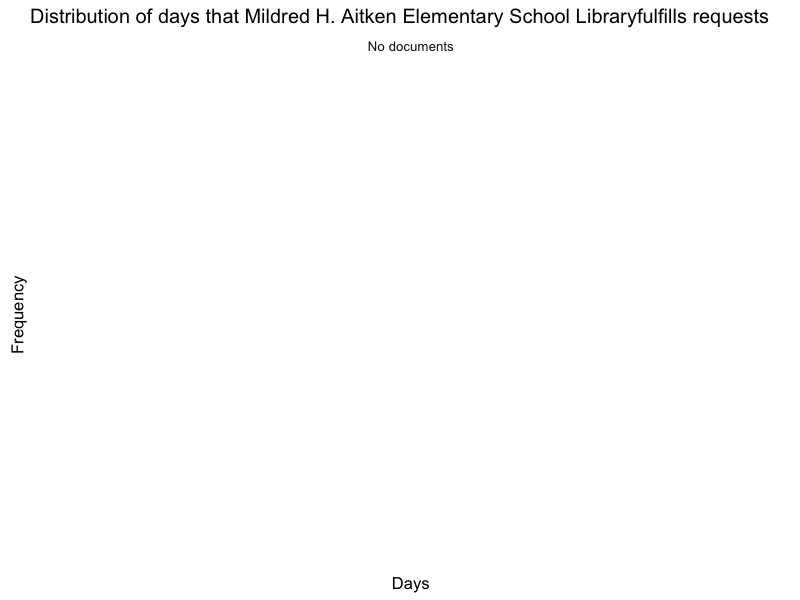 Distribution of days that Mildred H. Aitken Elementary School Libraryfulfills requests
No documents
Frequency
Days